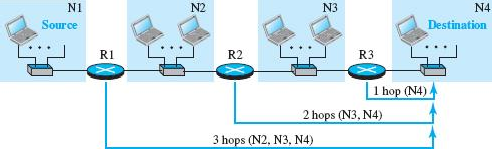 N1 N2 N3 N4
Source Destination
R1 R2 R3
1 hop (N4)
2 hops (N3, N4)
3 hops (N2, N3, N4)